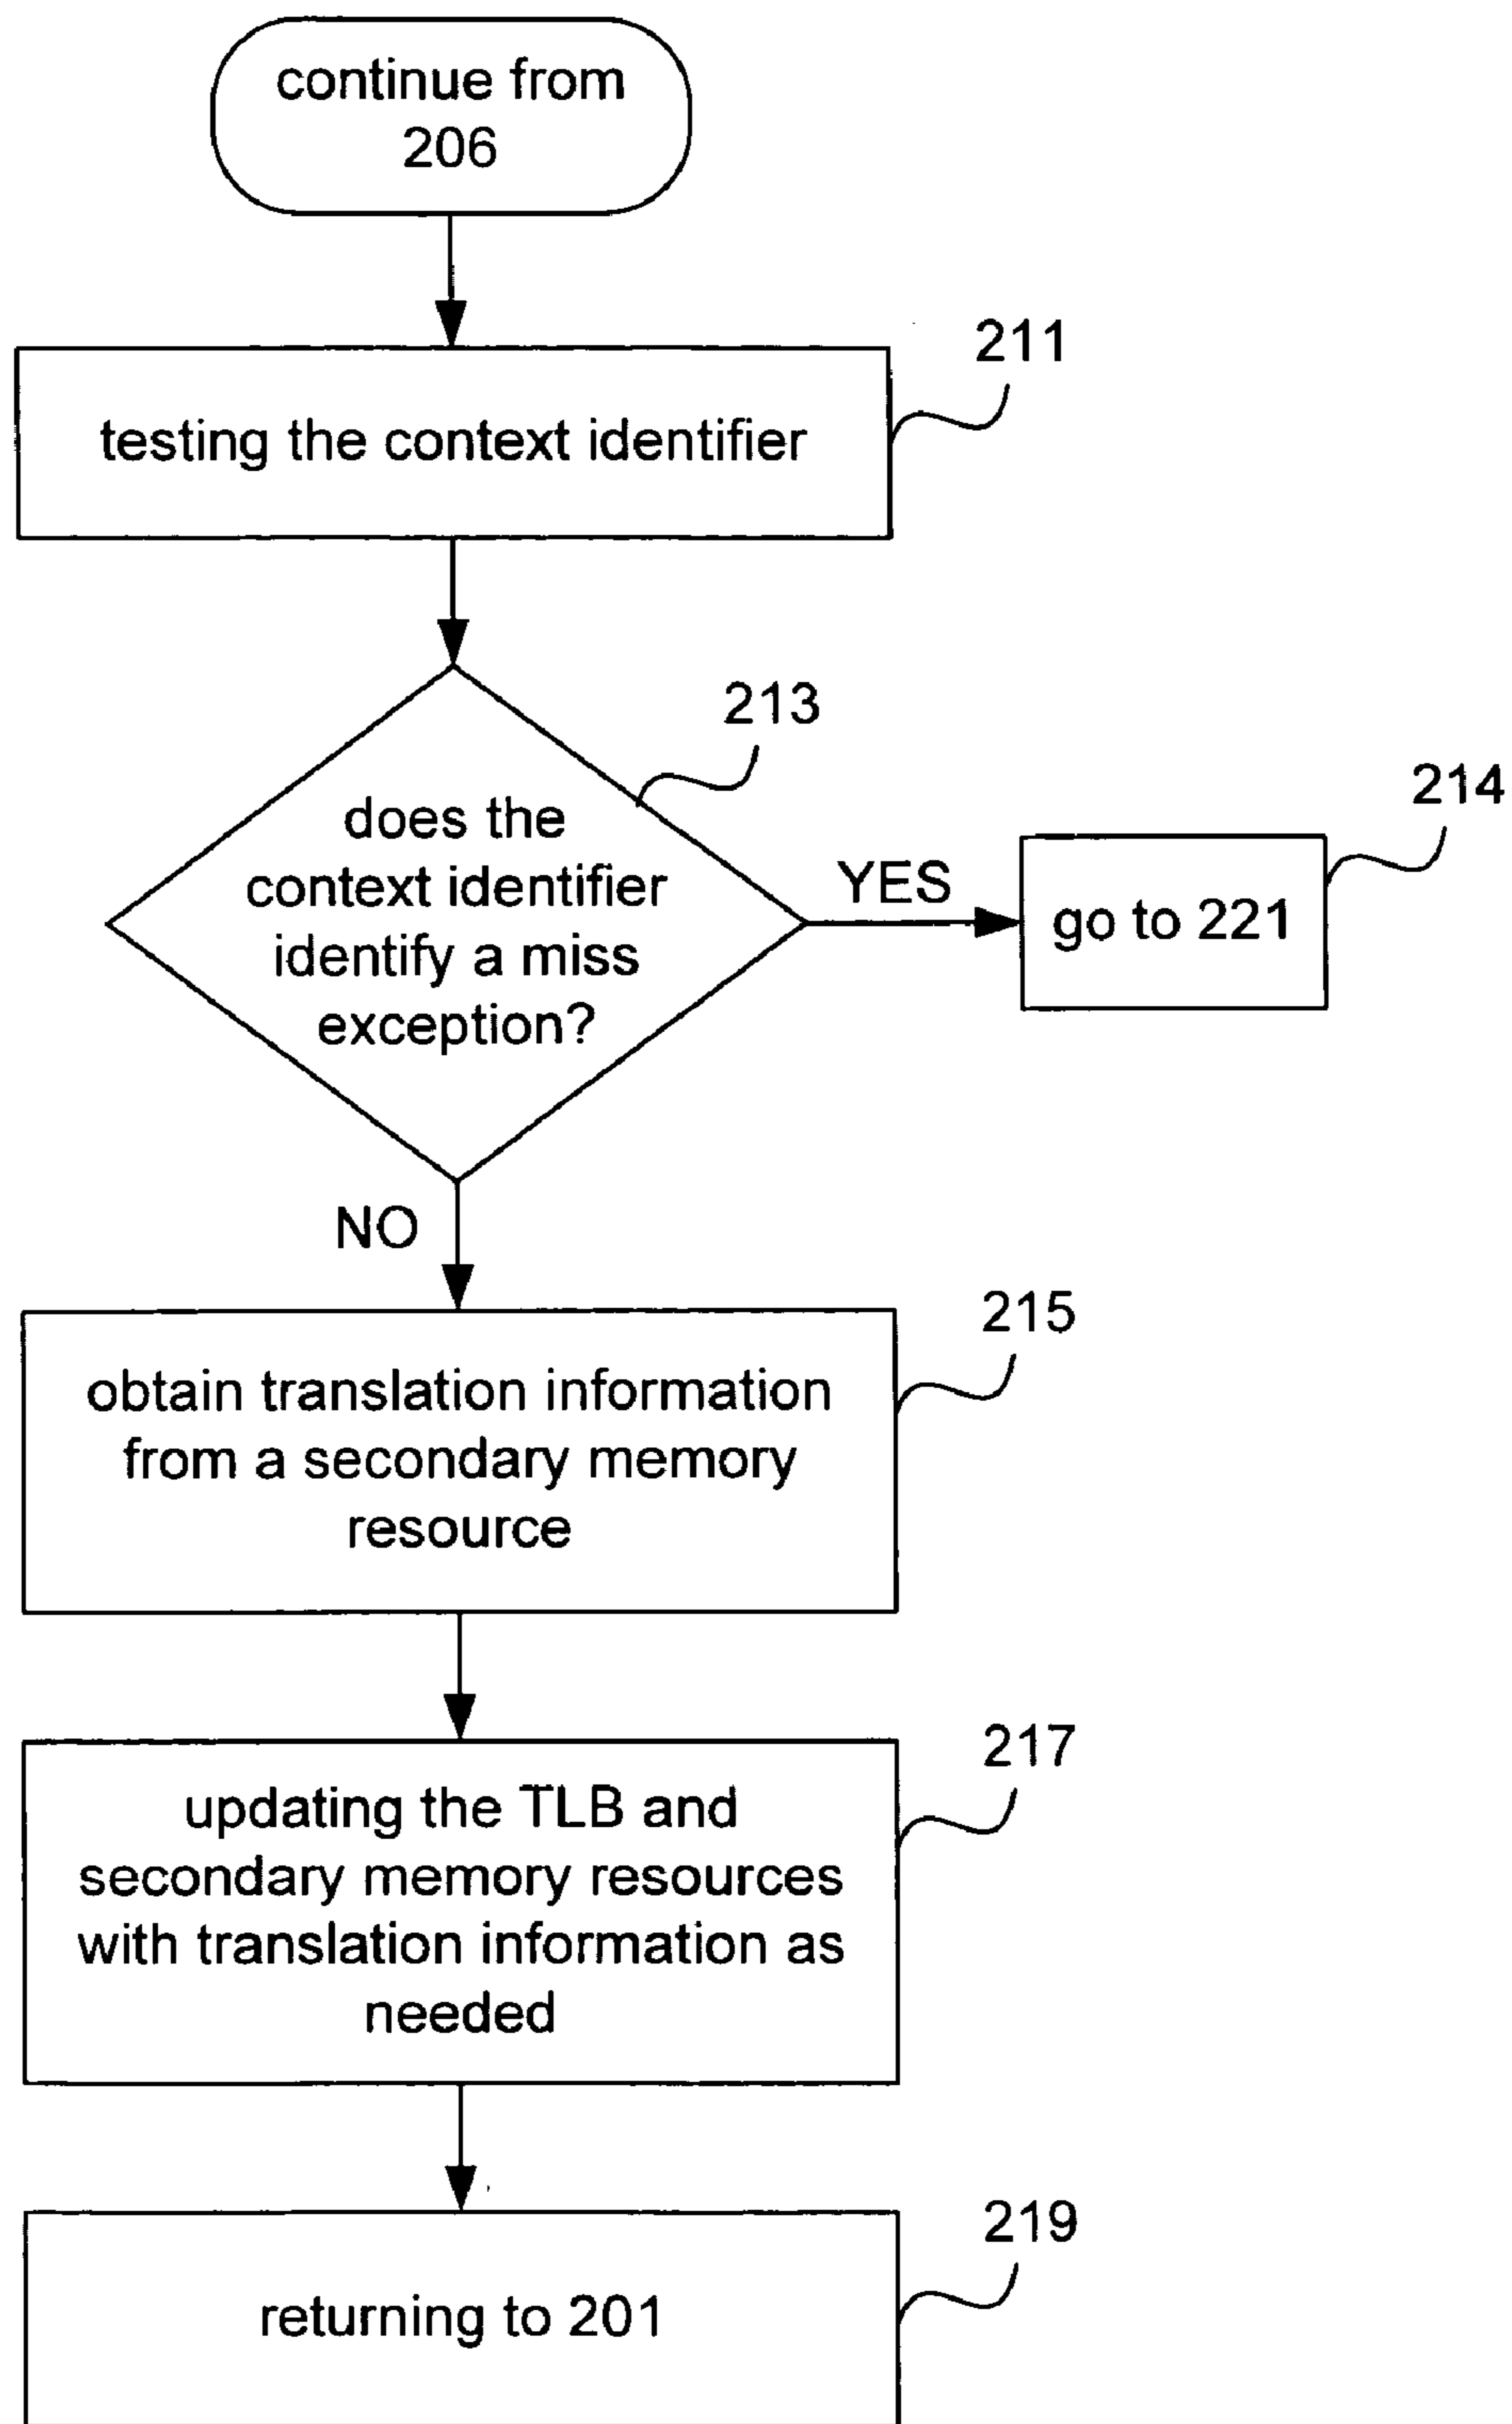 continue from
206
211
testing the context identifier
213
does the
context identifier
identify a miss
exception?
YES
214
go to 221
NO
215
obtain translation information
from a secondary memory
resource
217
updating the TLB and
secondary memory resources
with translation information as
needed
219
returning to 201